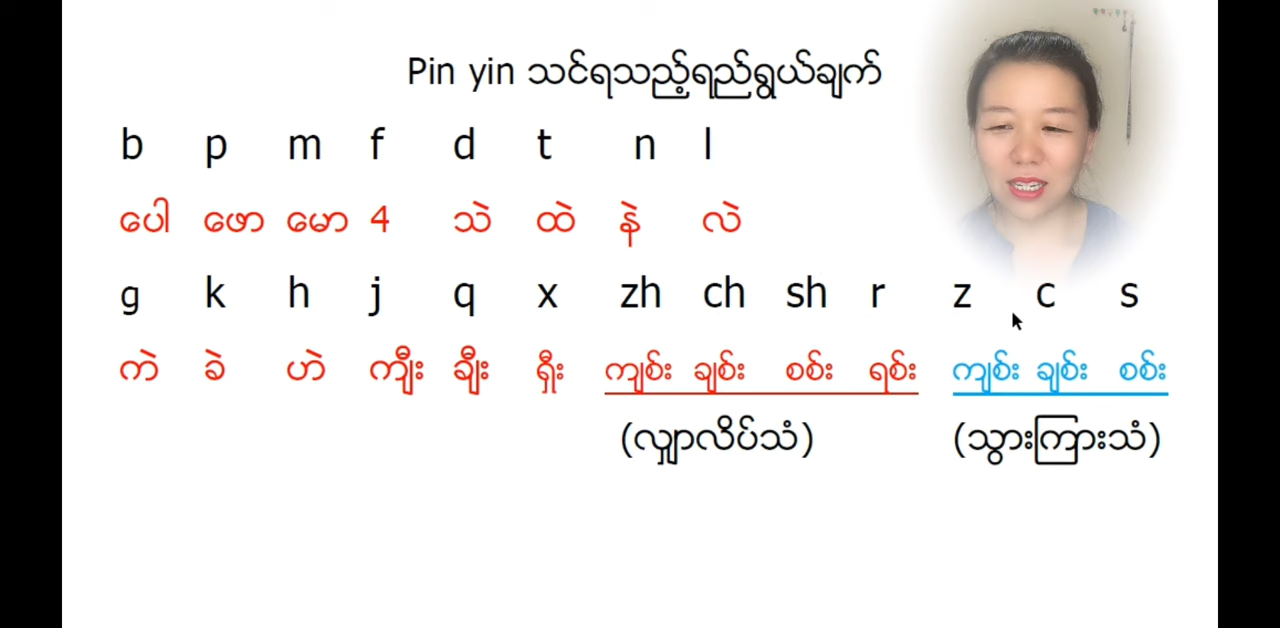 Pin yin သင်ရသည့်ရည်ရွယ်ချက်
b p m f d t n l
ပေါ ဖော မော 4 သဲ ထဲ နဲ လဲ
g k h j q x zh ch sh r z c s
ကဲ ခဲ ဟဲ ကျီး ချီး ရှီး ကျစ်း ချစ်း စစ်း ရစ်း ကျစ်း ချစ်း စစ်း
(လျှာလိပ်သံ) (သွားကြားသံ)